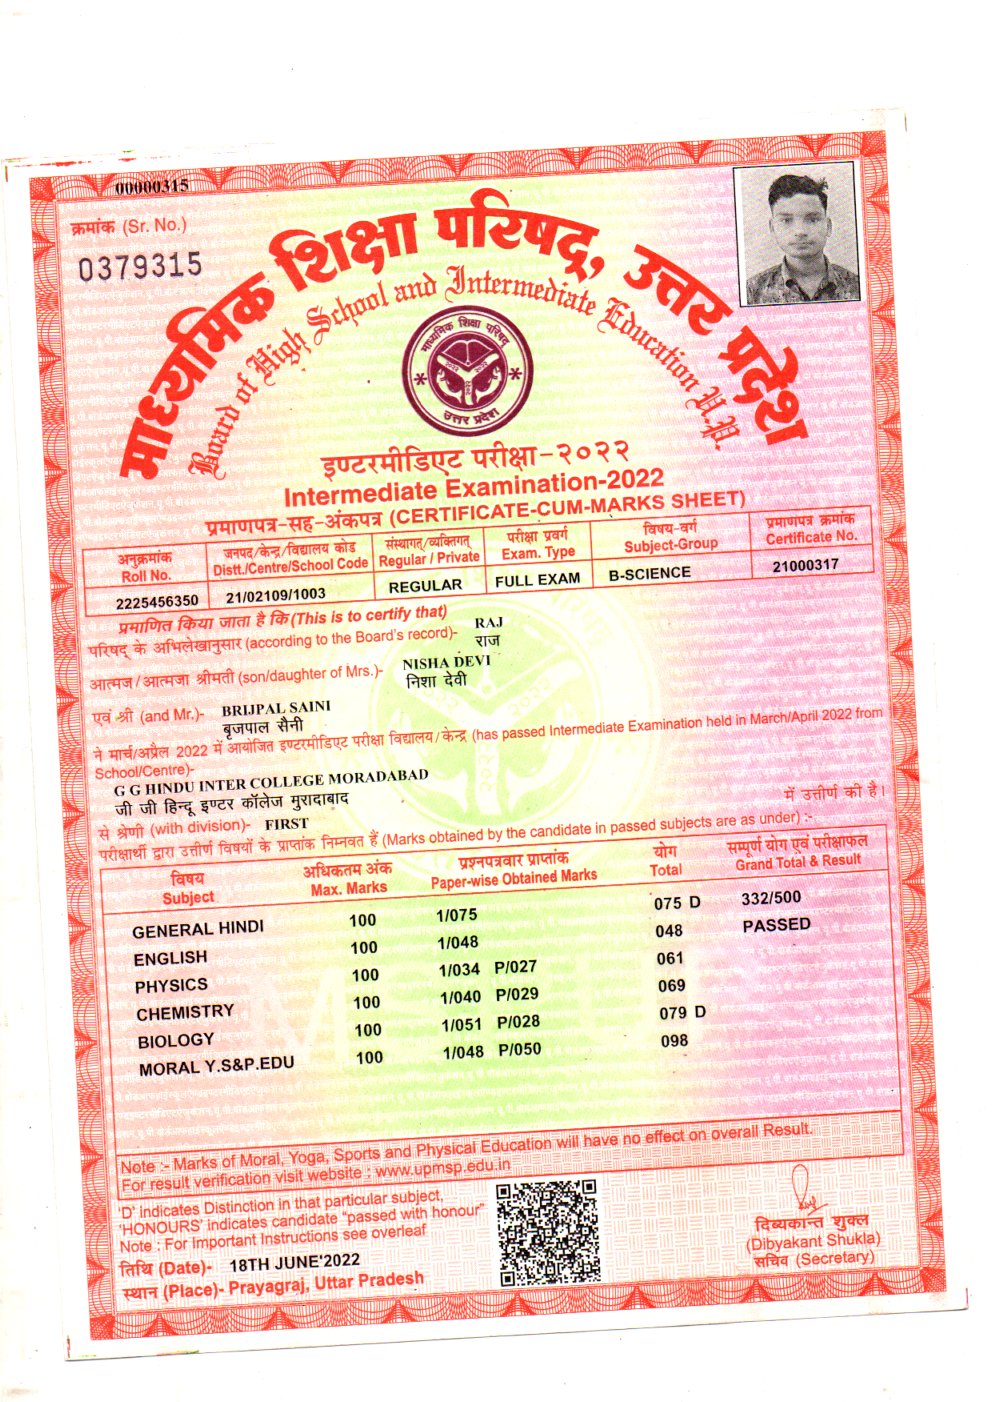 00000315
क्रमांक (Sr. No.)
0379315
माध्यमिक शिक्षा परिषद्, उत्तर प्रदेश
Board of High School and Intermediate Education U.P.
माध्यमिक शिक्षा परिषद्
उत्तर प्रदेश
इण्टरमीडिएट परीक्षा-२०२२
Intermediate Examination-2022
प्रमाणपत्र-सह-अंकपत्र (CERTIFICATE-CUM-MARKS SHEET)
अनुक्रमांक जनपद/केन्द्र/विद्यालय कोड संस्थागत्/व्यक्तिगत् परीक्षा प्रवर्ग विषय-वर्ग प्रमाणपत्र क्रमांक
Roll No. Distt./Centre/School Code Regular / Private Exam. Type Subject-Group Certificate No.
2225456350 21/02109/1003 REGULAR FULL EXAM B-SCIENCE 21000317
प्रमाणित किया जाता है कि (This is to certify that)
परिषद् के अभिलेखानुसार (according to the Board's record)- RAJ
राज
आत्मज/आत्मजा श्रीमती (son/daughter of Mrs.)- NISHA DEVI
निशा देवी
एवं श्री (and Mr.)- BRIJPAL SAINI
बृजपाल सैनी
ने मार्च/अप्रैल 2022 में आयोजित इण्टरमीडिएट परीक्षा विद्यालय/केन्द्र (has passed Intermediate Examination held in March/April 2022 from
School/Centre)-
G G HINDU INTER COLLEGE MORADABAD
जी जी हिन्दू इण्टर कॉलेज मुरादाबाद में उत्तीर्ण की है।
से श्रेणी (with division)- FIRST
परीक्षार्थी द्वारा उत्तीर्ण विषयों के प्राप्तांक निम्नवत हैं (Marks obtained by the candidate in passed subjects are as under) :-
विषय अधिकतम अंक प्रश्नपत्रवार प्राप्तांक योग सम्पूर्ण योग एवं परीक्षाफल
Subject Max. Marks Paper-wise Obtained Marks Total Grand Total & Result
GENERAL HINDI 100 1/075 075 D 332/500
ENGLISH 100 1/048 048 PASSED
PHYSICS 100 1/034 P/027 061
CHEMISTRY 100 1/040 P/029 069
BIOLOGY 100 1/051 P/028 079 D
MORAL Y.S&P.EDU 100 1/048 P/050 098
Note :- Marks of Moral, Yoga, Sports and Physical Education will have no effect on overall Result.
For result verification visit website : www.upmsp.edu.in
'D' indicates Distinction in that particular subject,
'HONOURS' indicates candidate "passed with honour"
Note : For Important Instructions see overleaf
तिथि (Date)- 18TH JUNE'2022
स्थान (Place)- Prayagraj, Uttar Pradesh
दिव्यकान्त शुक्ल
(Dibyakant Shukla)
सचिव (Secretary)